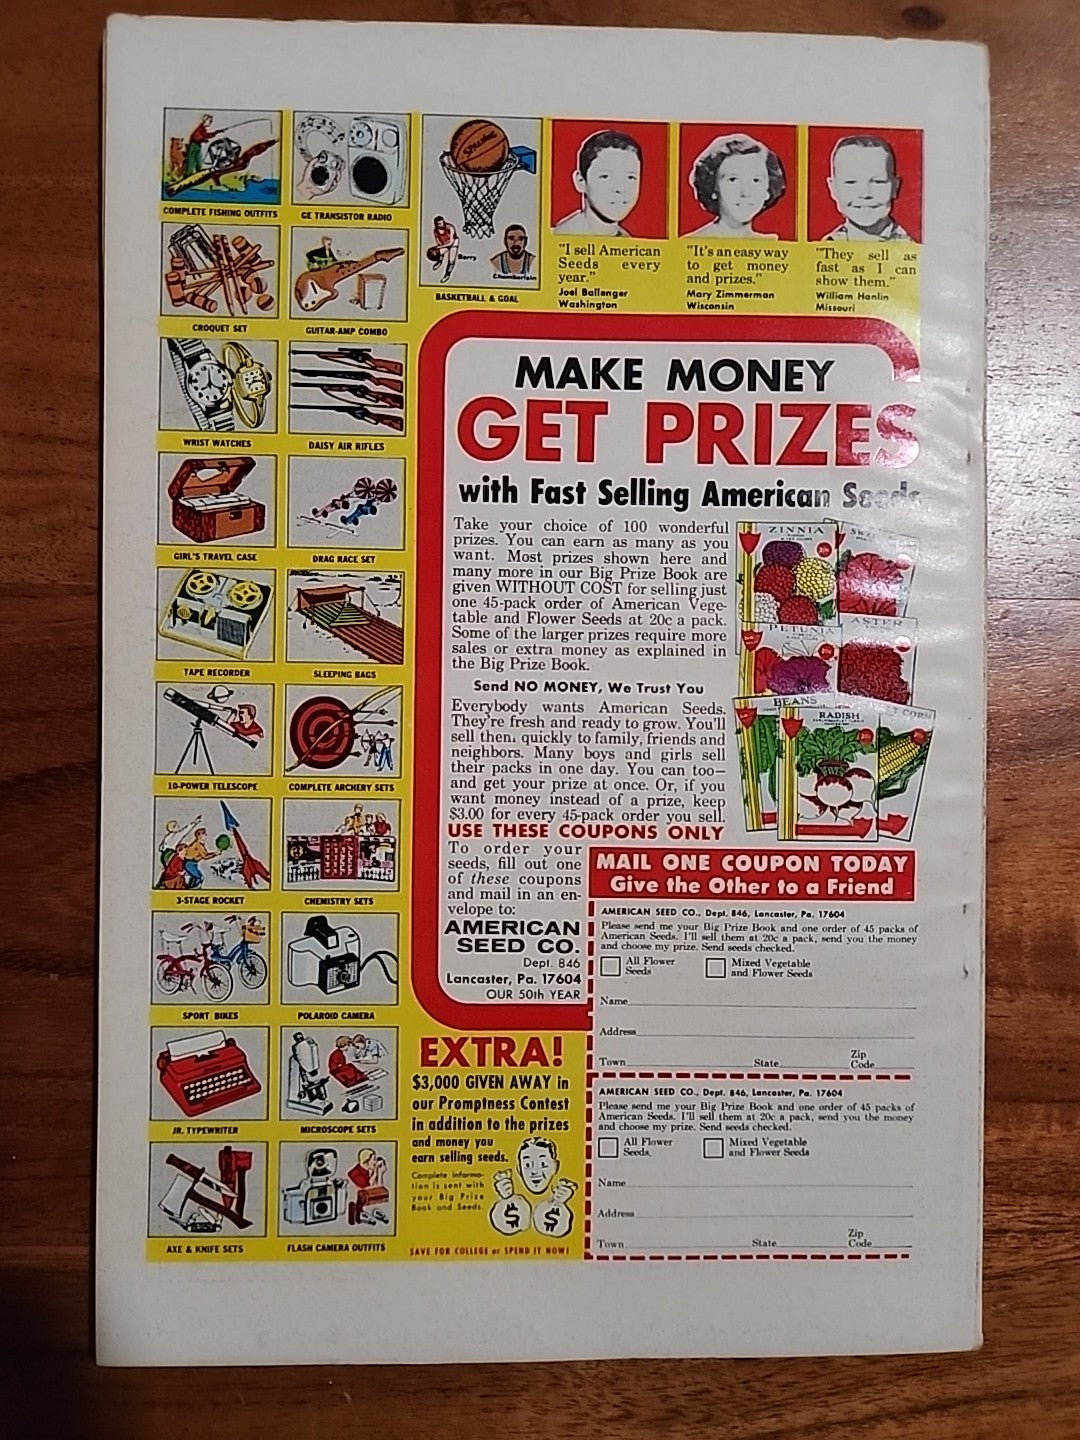 COMPLETE FISHING OUTFITS
GE TRANSISTOR RADIO
SPALDING
Barry
Chamberlain
BASKETBALL & GOAL
CROQUET SET
GUITAR-AMP COMBO
WRIST WATCHES
DAISY AIR RIFLES
GIRL'S TRAVEL CASE
DRAG RACE SET
TAPE RECORDER
SLEEPING BAGS
10-POWER TELESCOPE
COMPLETE ARCHERY SETS
3-STAGE ROCKET
CHEMISTRY SETS
SPORT BIKES
POLAROID CAMERA
JR. TYPEWRITER
MICROSCOPE SETS
AXE & KNIFE SETS
FLASH CAMERA OUTFITS
"I sell American
Seeds every
year."
Joel Ballenger
Washington
"It's an easy way
to get money
and prizes."
Mary Zimmerman
Wisconsin
"They sell as
fast as I can
show them."
William Hanlin
Missouri
MAKE MONEY
GET PRIZES
with Fast Selling American Seeds
Take your choice of 100 wonderful
prizes. You can earn as many as you
want. Most prizes shown here and
many more in our Big Prize Book are
given WITHOUT COST for selling just
one 45-pack order of American Vege-
table and Flower Seeds at 20c a pack.
Some of the larger prizes require more
sales or extra money as explained in
the Big Prize Book.
Send NO MONEY, We Trust You
Everybody wants American Seeds.
They're fresh and ready to grow. You'll
sell them quickly to family, friends and
neighbors. Many boys and girls sell
their packs in one day. You can too—
and get your prize at once. Or, if you
want money instead of a prize, keep
$3.00 for every 45-pack order you sell.
USE THESE COUPONS ONLY
To order your
seeds, fill out one
of these coupons
and mail in an en-
velope to:
AMERICAN
SEED CO.
Dept. 846
Lancaster, Pa. 17604
OUR 50th YEAR
ZINNIA
PETUNIA
ASTER
BEANS
RADISH
CORN
MAIL ONE COUPON TODAY
Give the Other to a Friend
AMERICAN SEED CO., Dept. 846, Lancaster, Pa. 17604
Please send me your Big Prize Book and one order of 45 packs of
American Seeds. I'll sell them at 20c a pack, send you the money
and choose my prize. Send seeds checked.
All Flower
Seeds
Mixed Vegetable
and Flower Seeds
Name
Address
Town State Zip
Code
AMERICAN SEED CO., Dept. 846, Lancaster, Pa. 17604
Please send me your Big Prize Book and one order of 45 packs of
American Seeds. I'll sell them at 20c a pack, send you the money
and choose my prize. Send seeds checked.
All Flower
Seeds.
Mixed Vegetable
and Flower Seeds
Name
Address
Town State Zip
Code
EXTRA!
$3,000 GIVEN AWAY in
our Promptness Contest
in addition to the prizes
and money you
earn selling seeds.
Complete informa-
tion is sent with
your Big Prize
Book and Seeds.
$ $
SAVE FOR COLLEGE or SPEND IT NOW!